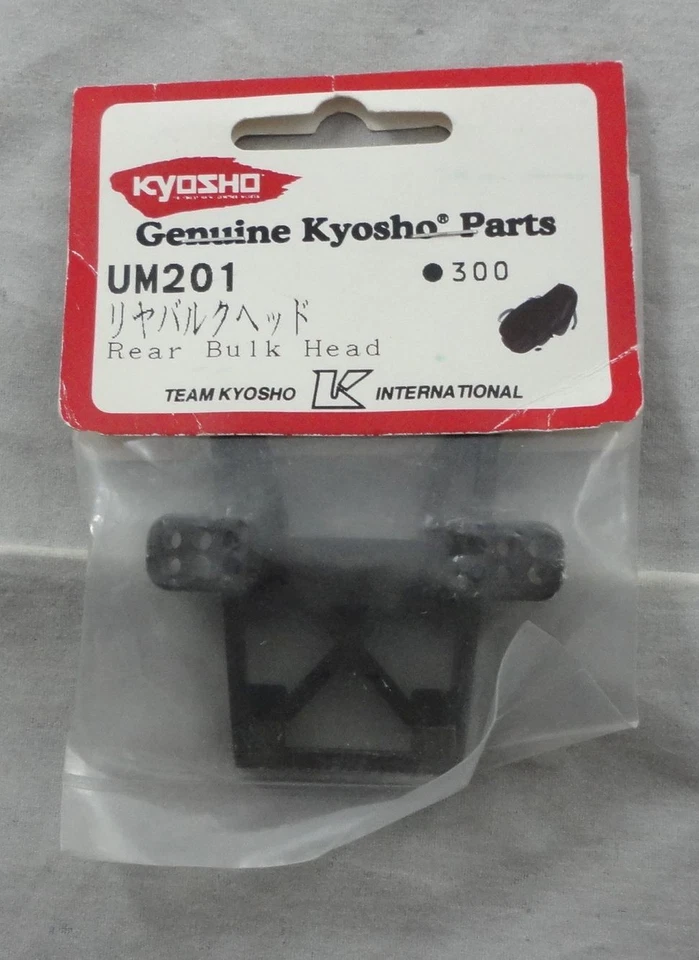 KYOSHO
Genuine Kyosho® Parts
UM201 ●300
リヤバルクヘッド
Rear Bulk Head
TEAM KYOSHO K INTERNATIONAL